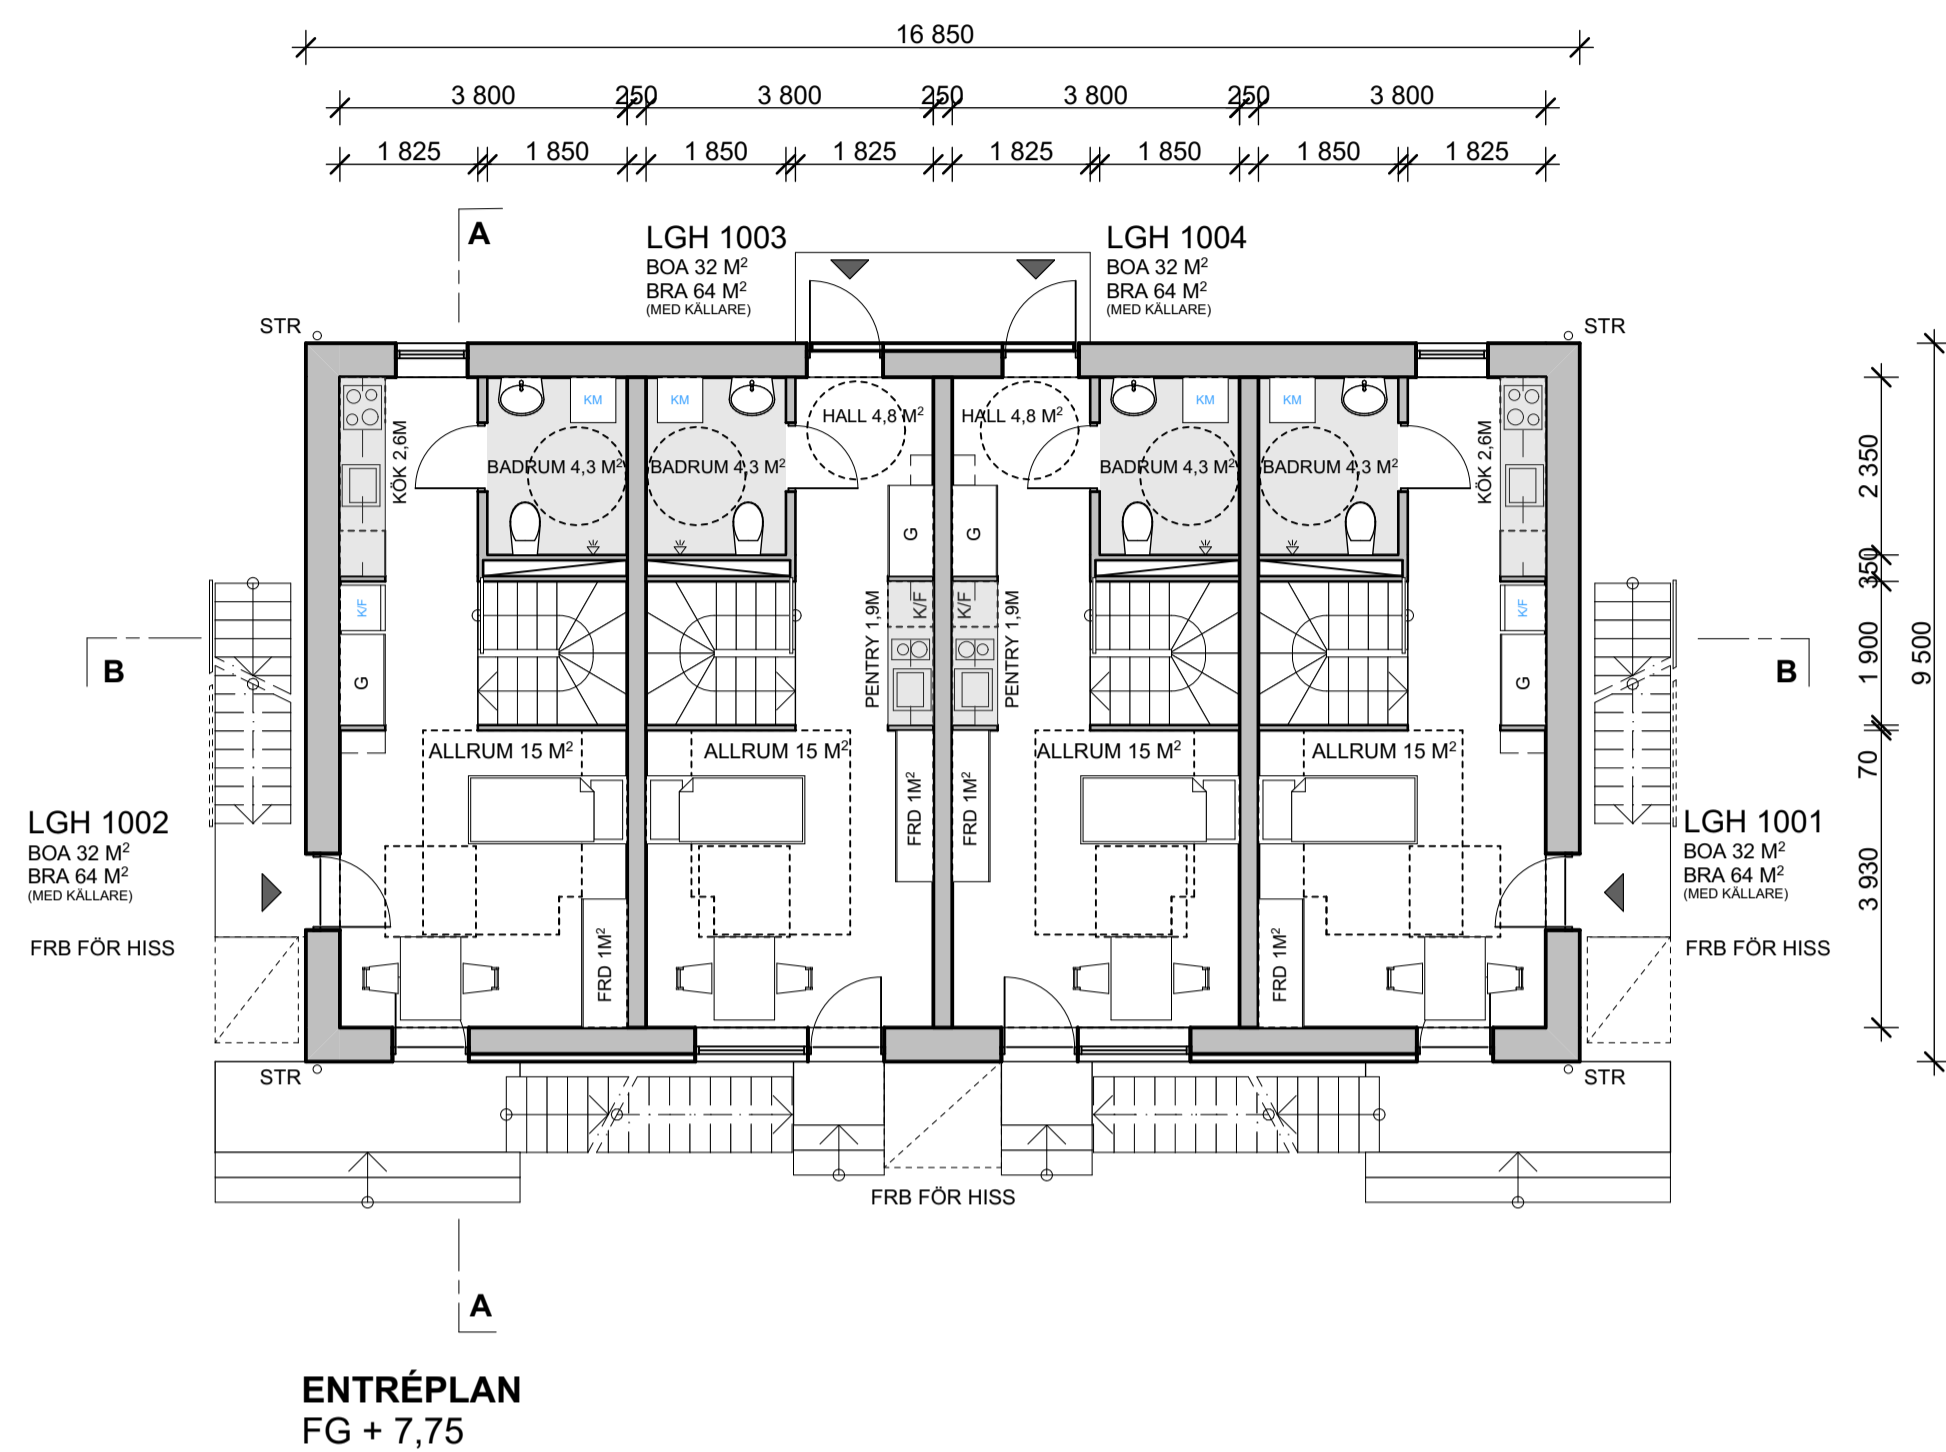 16 850
3 800 250 3 800 250 3 800 250 3 800
1 825 1 850 1 850 1 825 1 825 1 850 1 850 1 825
A
LGH 1003
BOA 32 M²
BRA 64 M²
(MED KÄLLARE)
LGH 1004
BOA 32 M²
BRA 64 M²
(MED KÄLLARE)
STR
STR
KM
KM
KM
KM
HALL 4,8 M²
HALL 4,8 M²
KÖK 2,6M
BADRUM 4,3 M²
BADRUM 4,3 M²
BADRUM 4,3 M²
BADRUM 4,3 M²
KÖK 2,6M
G
G
K/F
K/F
K/F
K/F
PENTRY 1,9M
PENTRY 1,9M
G
G
B
B
2 350
350
1 900
70
3 930
9 500
ALLRUM 15 M²
ALLRUM 15 M²
ALLRUM 15 M²
ALLRUM 15 M²
FRD 1M²
FRD 1M²
LGH 1002
BOA 32 M²
BRA 64 M²
(MED KÄLLARE)
LGH 1001
BOA 32 M²
BRA 64 M²
(MED KÄLLARE)
FRB FÖR HISS
FRD 1M²
FRD 1M²
FRB FÖR HISS
STR
STR
FRB FÖR HISS
A
ENTRÉPLAN
FG + 7,75